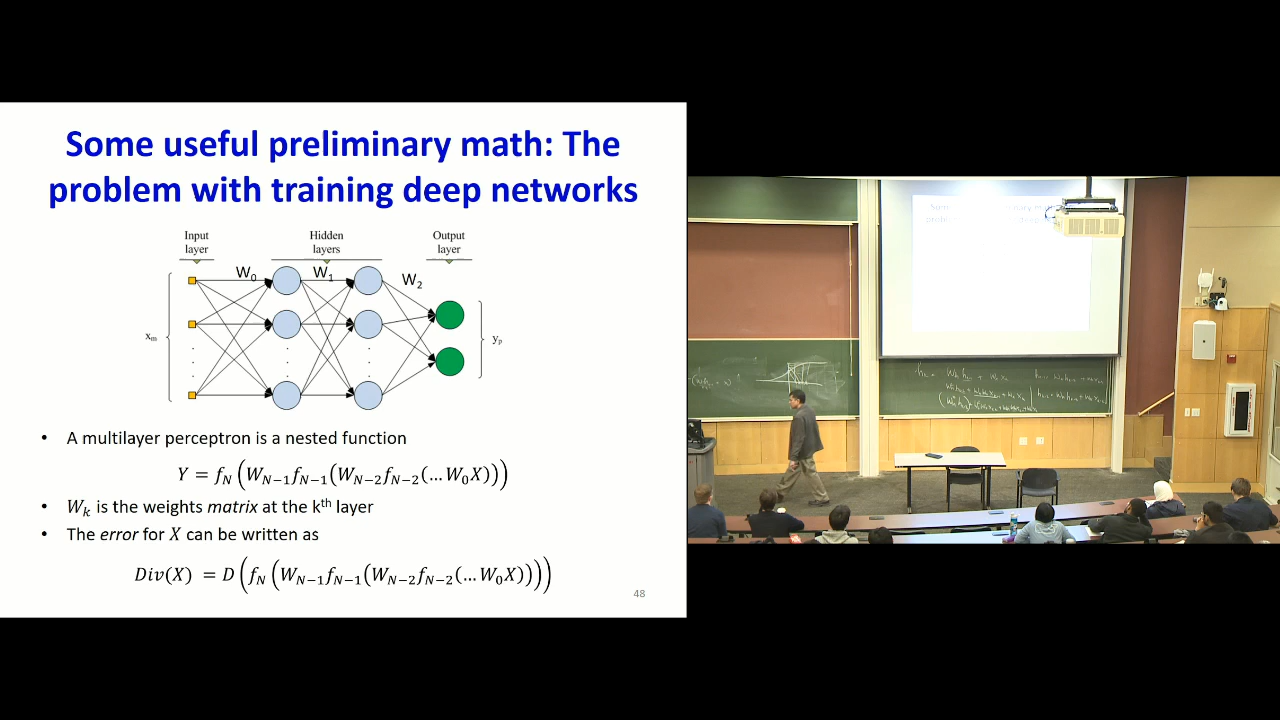 Some useful preliminary math: The
problem with training deep networks
Input
layer
Hidden
layers
Output
layer
W₀ W₁ W₂
xₘ
yₚ
• A multilayer perceptron is a nested function
Y = f_N (W_{N−1}f_{N−1}(W_{N−2}f_{N−2}(…W₀X)))
• W_k is the weights matrix at the kᵗʰ layer
• The error for X can be written as
Div(X) = D (f_N (W_{N−1}f_{N−1}(W_{N−2}f_{N−2}(…W₀X))))
48